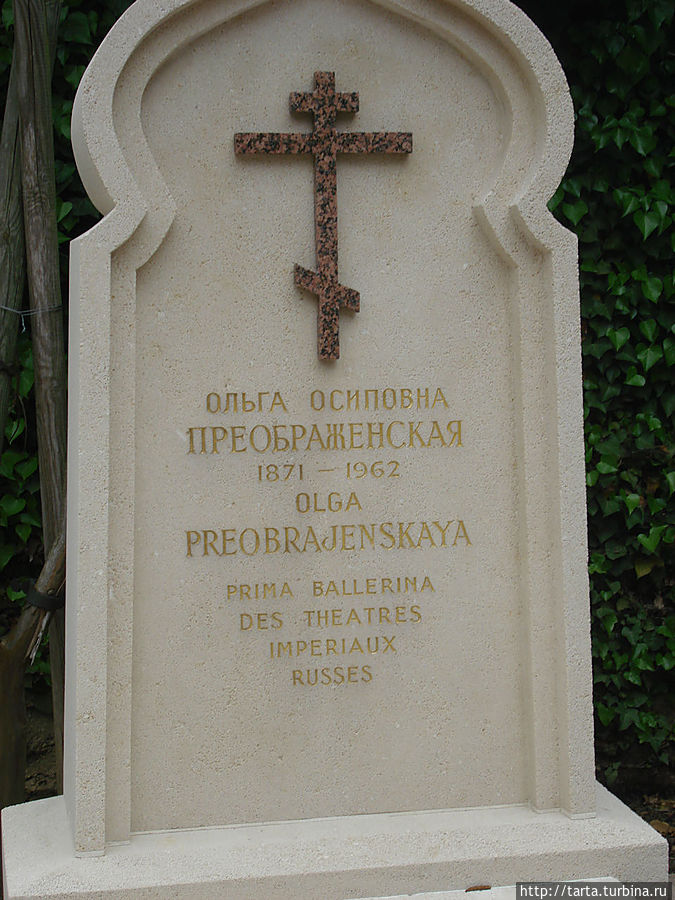 ОЛЬГА ОСИПОВНА
ПРЕОБРАЖЕНСКАЯ
1871 – 1962
OLGA
PREOBRAJENSKAYA
PRIMA BALLERINA
DES THEATRES
IMPERIAUX
RUSSES
http://tarta.turbina.ru/